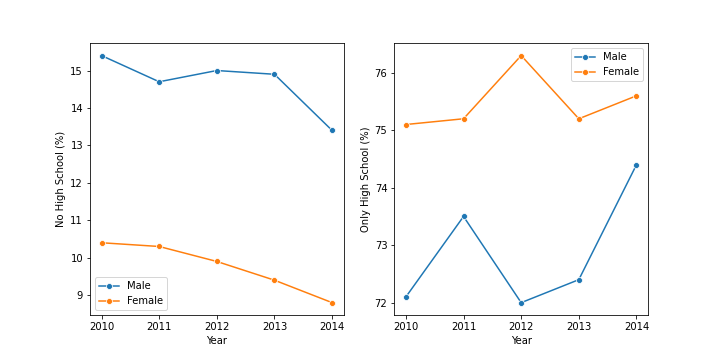 No High School (%)
15
14
13
12
11
10
9
2010 2011 2012 2013 2014
Year
Male
Female
Only High School (%)
76
75
74
73
72
2010 2011 2012 2013 2014
Year
Male
Female